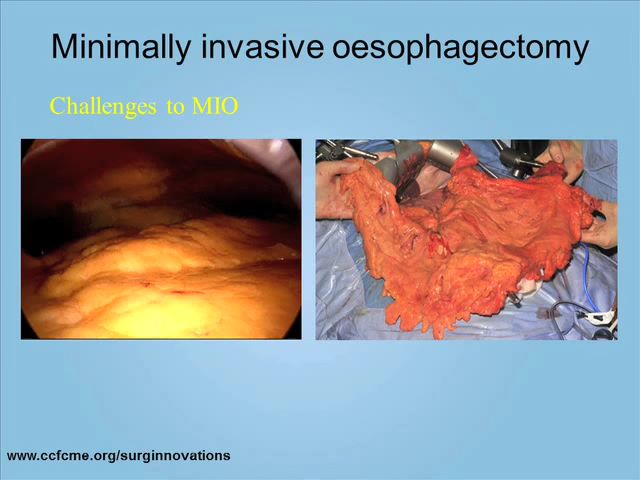 Minimally invasive oesophagectomy
Challenges to MIO
www.ccfcme.org/surginnovations